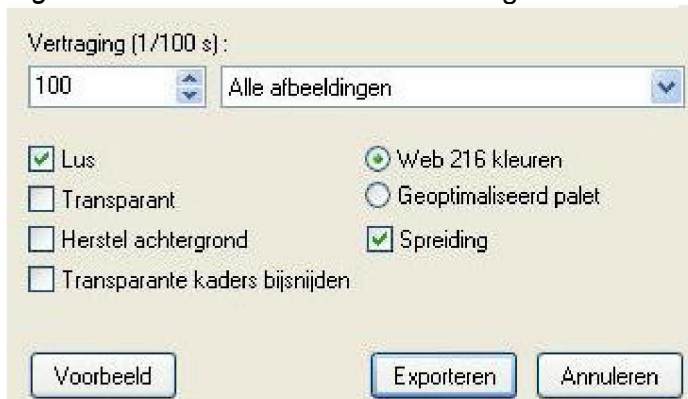 Vertraging (1/100 s) :
100
Alle afbeeldingen
Lus
Web 216 kleuren
Transparant
Geoptimaliseerd palet
Herstel achtergrond
Spreiding
Transparante kaders bijsnijden
Voorbeeld
Exporteren
Annuleren